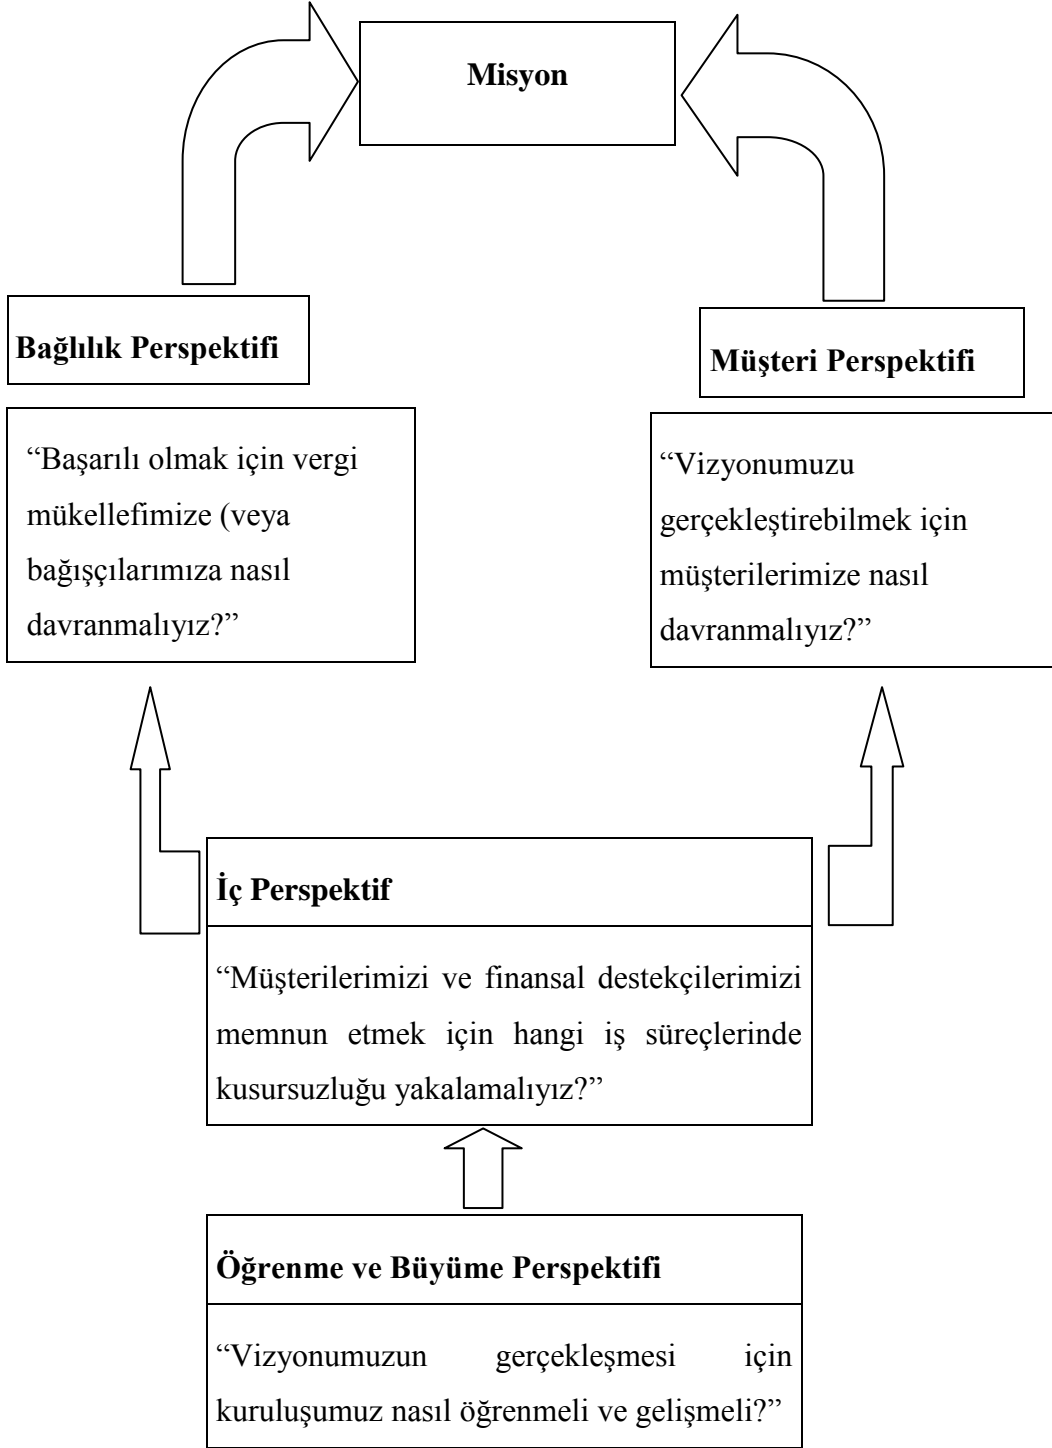 Misyon
Bağlılık Perspektifi
“Başarılı olmak için vergi
mükellefimize (veya
bağışçılarımıza nasıl
davranmalıyız?”
Müşteri Perspektifi
“Vizyonumuzu
gerçekleştirebilmek için
müşterilerimize nasıl
davranmalıyız?”
İç Perspektif
“Müşterilerimizi ve finansal destekçilerimizi
memnun etmek için hangi iş süreçlerinde
kusursuzluğu yakalamalıyız?”
Öğrenme ve Büyüme Perspektifi
“Vizyonumuzun gerçekleşmesi için
kuruluşumuz nasıl öğrenmeli ve gelişmeli?”